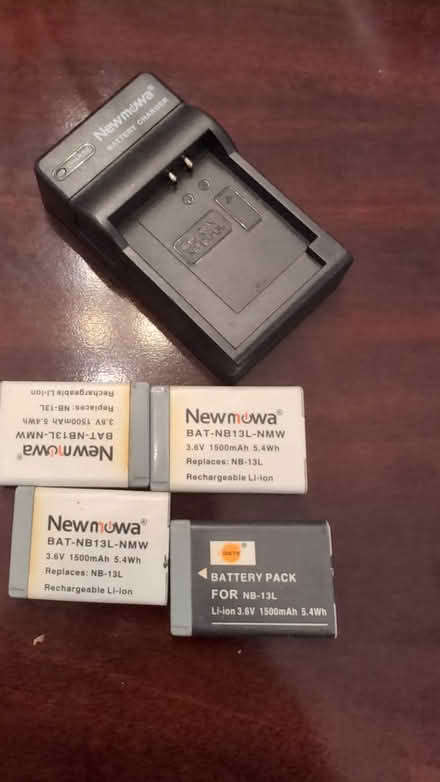 Newmowa®
BATTERY CHARGER
Newmowa®
BAT-NB13L-NMW
3.6V 1500mAh 5.4Wh
Replaces: NB-13L
Rechargeable Li-ion
Newmowa®
BAT-NB13L-NMW
3.6V 1500mAh 5.4Wh
Replaces: NB-13L
Rechargeable Li-ion
Newmowa®
BAT-NB13L-NMW
3.6V 1500mAh 5.4Wh
Replaces: NB-13L
Rechargeable Li-ion
BATTERY PACK
FOR NB-13L
Li-ion 3.6V 1500mAh 5.4Wh